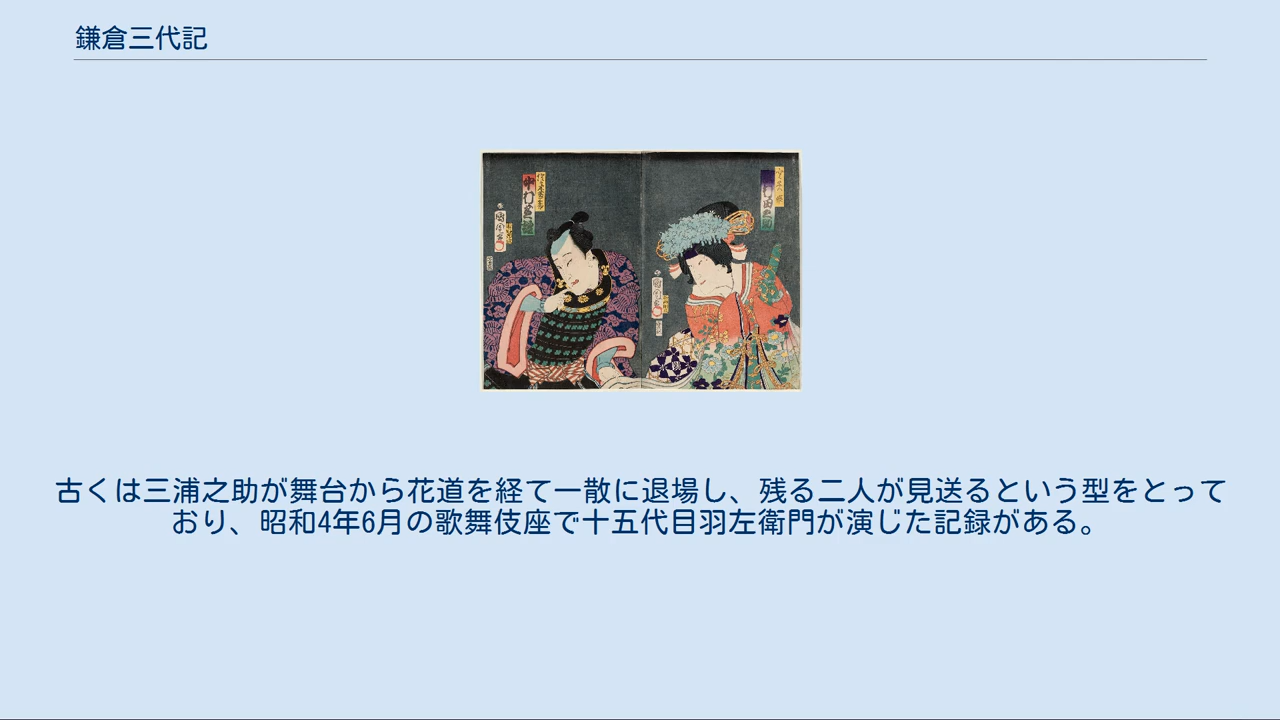 鎌倉三代記
古くは三浦之助が舞台から花道を経て一散に退場し、残る二人が見送るという型をとって
おり、昭和4年6月の歌舞伎座で十五代目羽左衛門が演じた記録がある。